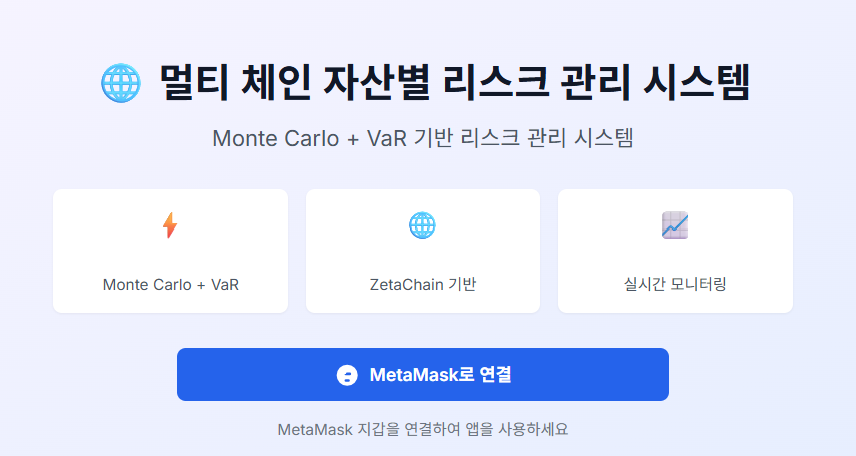 멀티 체인 자산별 리스크 관리 시스템
Monte Carlo + VaR 기반 리스크 관리 시스템
Monte Carlo + VaR
ZetaChain 기반
실시간 모니터링
MetaMask로 연결
MetaMask 지갑을 연결하여 앱을 사용하세요